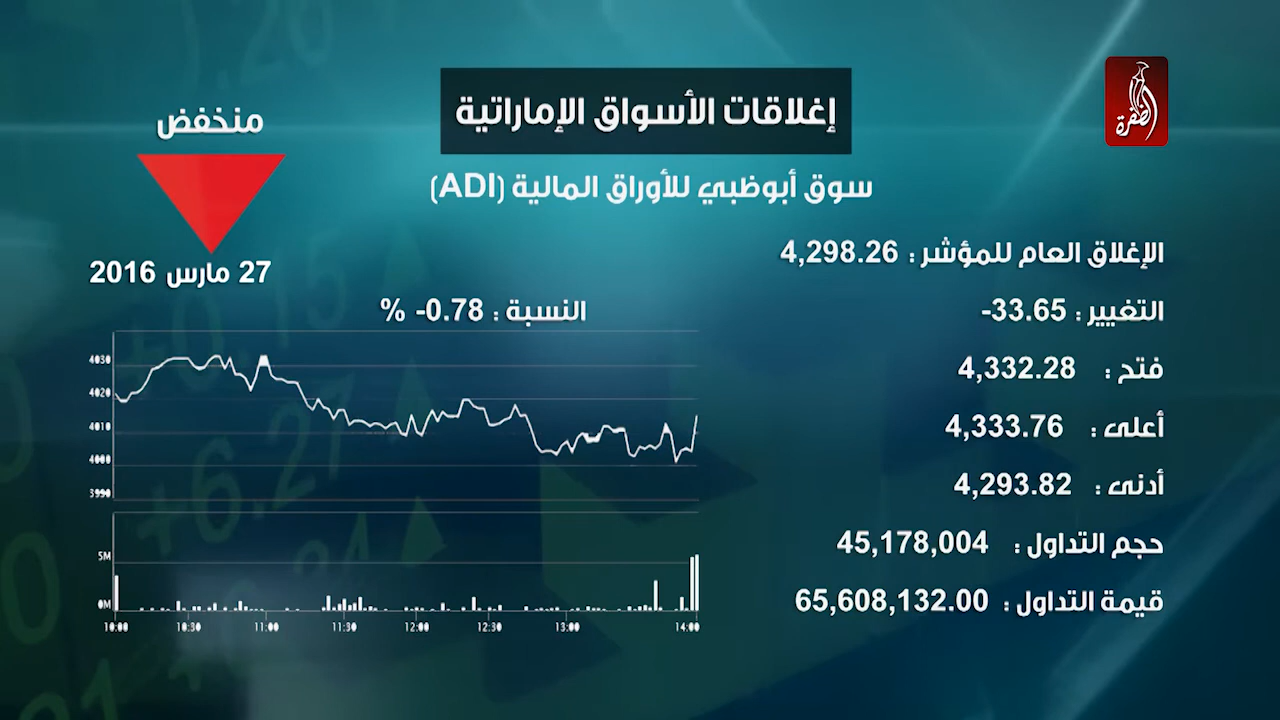 إغلاقات الأسواق الإماراتية
الظفرة
منخفض
سوق أبوظبي للأوراق المالية (ADI)
27 مارس 2016
الإغلاق العام للمؤشر : 4,298.26
النسبة : 0.78- %
التغيير : 33.65-
فتح : 4,332.28
أعلى : 4,333.76
أدنى : 4,293.82
حجم التداول : 45,178,004
قيمة التداول : 65,608,132.00
4030
4020
4010
4000
3990
5M
0M
10:00 10:30 11:00 11:30 12:00 12:30 13:00 14:00